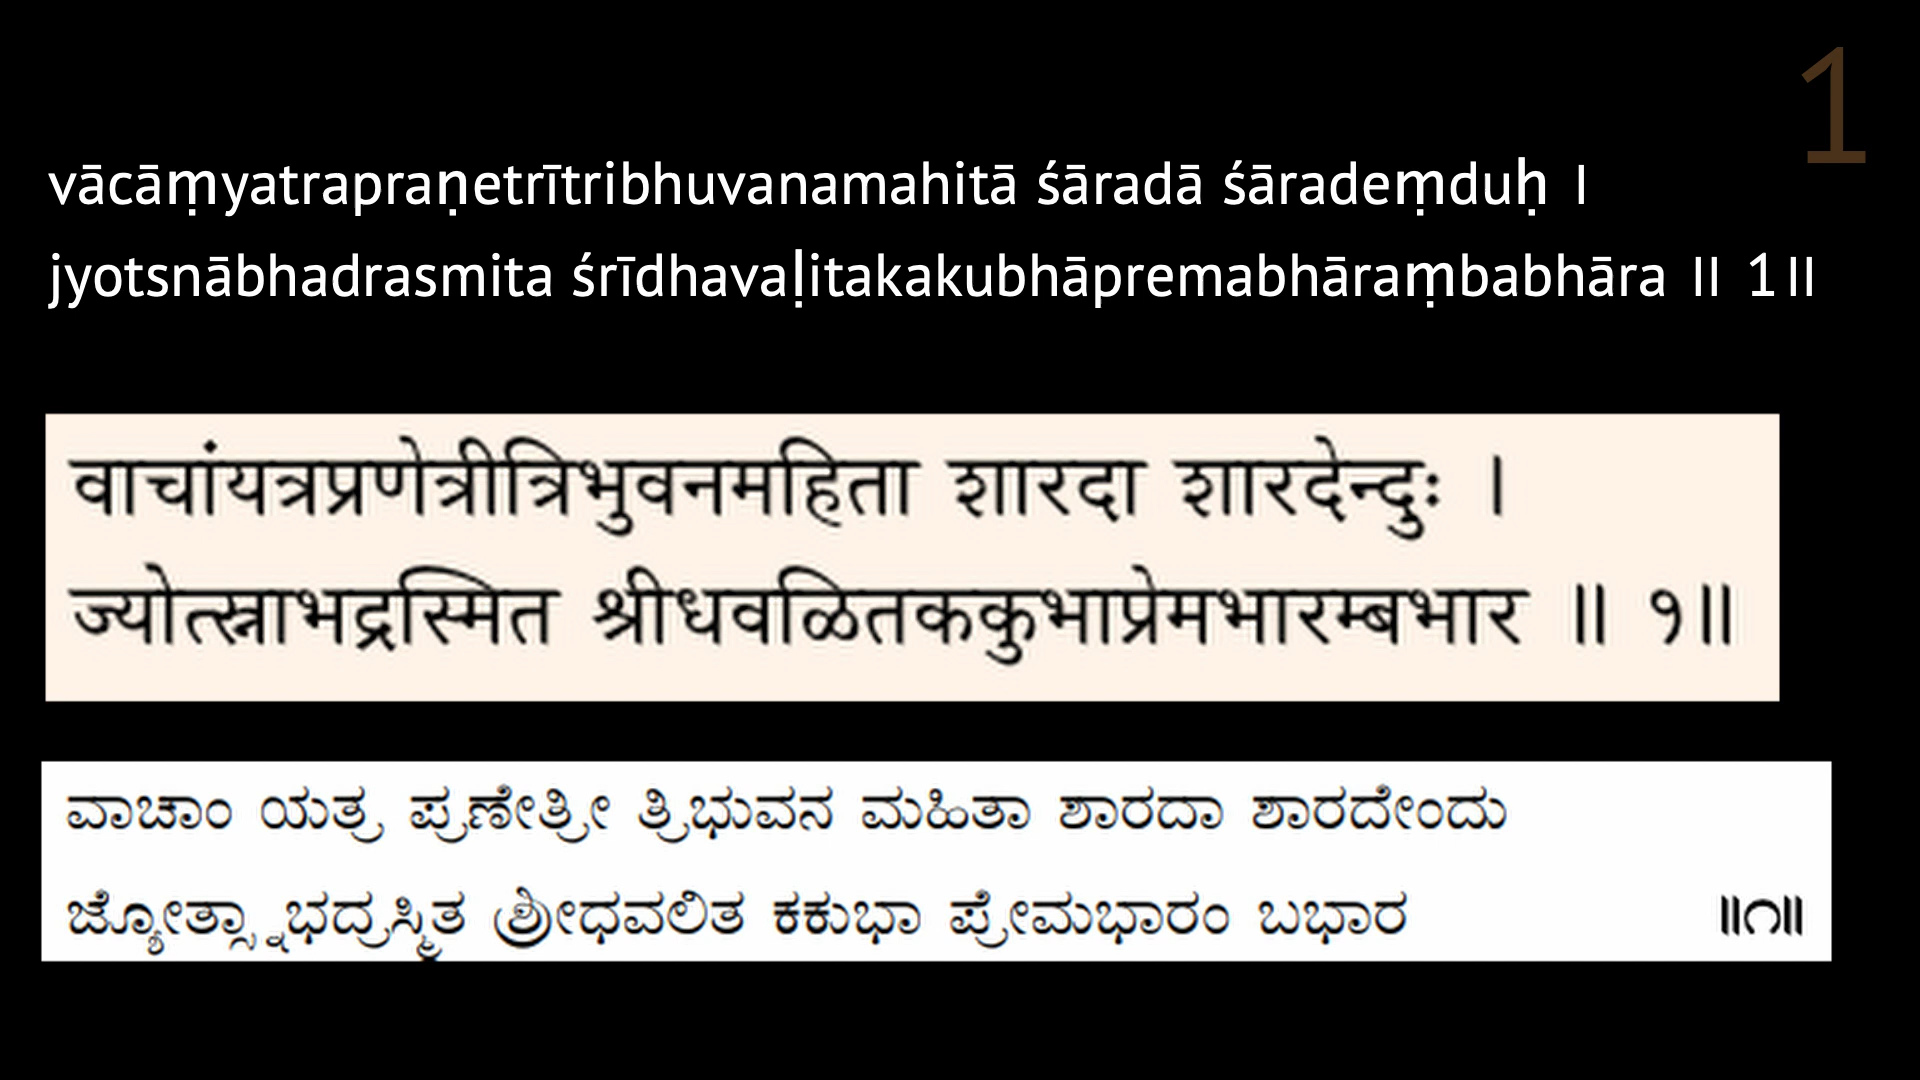 1
vācāṃyatrapraṇetrītribhuvanamahitā śāradā śāradeṃduḥ ।
jyotsnābhadrasmita śrīdhavaḷitakakubhāpremabhāraṃbabhāra ॥ 1॥
वाचांयत्रप्रणेत्रीत्रिभुवनमहिता शारदा शारदेन्दुः ।
ज्योत्स्नाभद्रस्मित श्रीधवळितककुभाप्रेमभारम्बभार ॥ १॥
ವಾಚಾಂ ಯತ್ರ ಪ್ರಣೇತ್ರೀ ತ್ರಿಭುವನ ಮಹಿತಾ ಶಾರದಾ ಶಾರದೇಂದು
ಜ್ಯೋತ್ಸ್ನಾಭದ್ರಸ್ಮಿತ ಶ್ರೀಧವಲಿತ ಕಕುಭಾ ಪ್ರೇಮಭಾರಂ ಬಭಾರ ॥೧॥